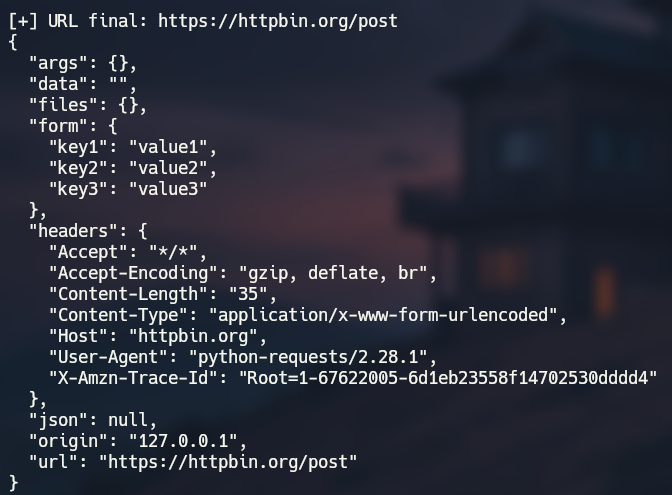 [+] URL final: https://httpbin.org/post
{
  "args": {},
  "data": "",
  "files": {},
  "form": {
    "key1": "value1",
    "key2": "value2",
    "key3": "value3"
  },
  "headers": {
    "Accept": "*/*",
    "Accept-Encoding": "gzip, deflate, br",
    "Content-Length": "35",
    "Content-Type": "application/x-www-form-urlencoded",
    "Host": "httpbin.org",
    "User-Agent": "python-requests/2.28.1",
    "X-Amzn-Trace-Id": "Root=1-67622005-6d1eb23558f14702530dddd4"
  },
  "json": null,
  "origin": "127.0.0.1",
  "url": "https://httpbin.org/post"
}